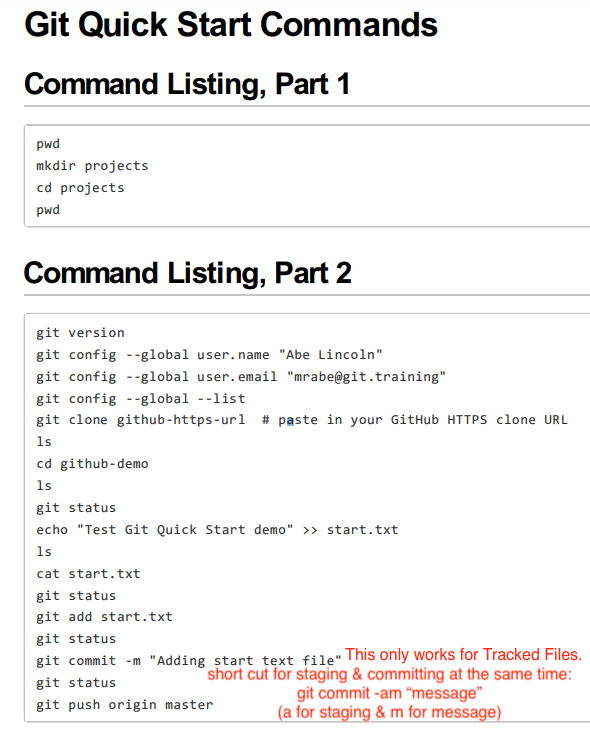 Git Quick Start Commands
Command Listing, Part 1
pwd
mkdir projects
cd projects
pwd
Command Listing, Part 2
git version
git config --global user.name "Abe Lincoln"
git config --global user.email "mrabe@git.training"
git config --global --list
git clone github-https-url  # paste in your GitHub HTTPS clone URL
ls
cd github-demo
ls
git status
echo "Test Git Quick Start demo" >> start.txt
ls
cat start.txt
git status
git add start.txt
git status
git commit -m "Adding start text file" This only works for Tracked Files.
short cut for staging & committing at the same time:
git status
git commit -am “message”
git push origin master
(a for staging & m for message)